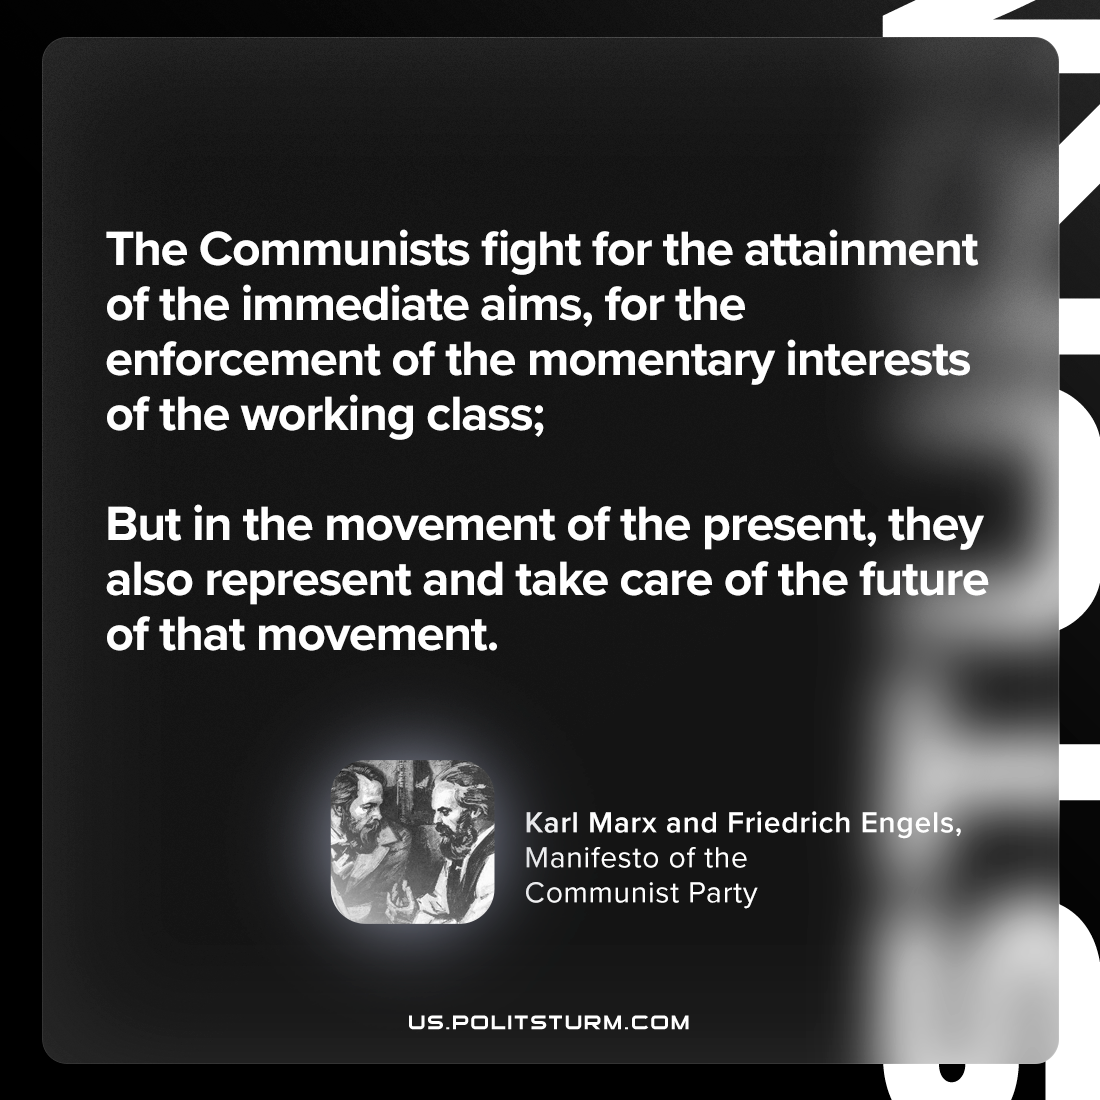 The Communists fight for the attainment
of the immediate aims, for the
enforcement of the momentary interests
of the working class;
But in the movement of the present, they
also represent and take care of the future
of that movement.
Karl Marx and Friedrich Engels,
Manifesto of the
Communist Party
US.POLITSTURM.COM